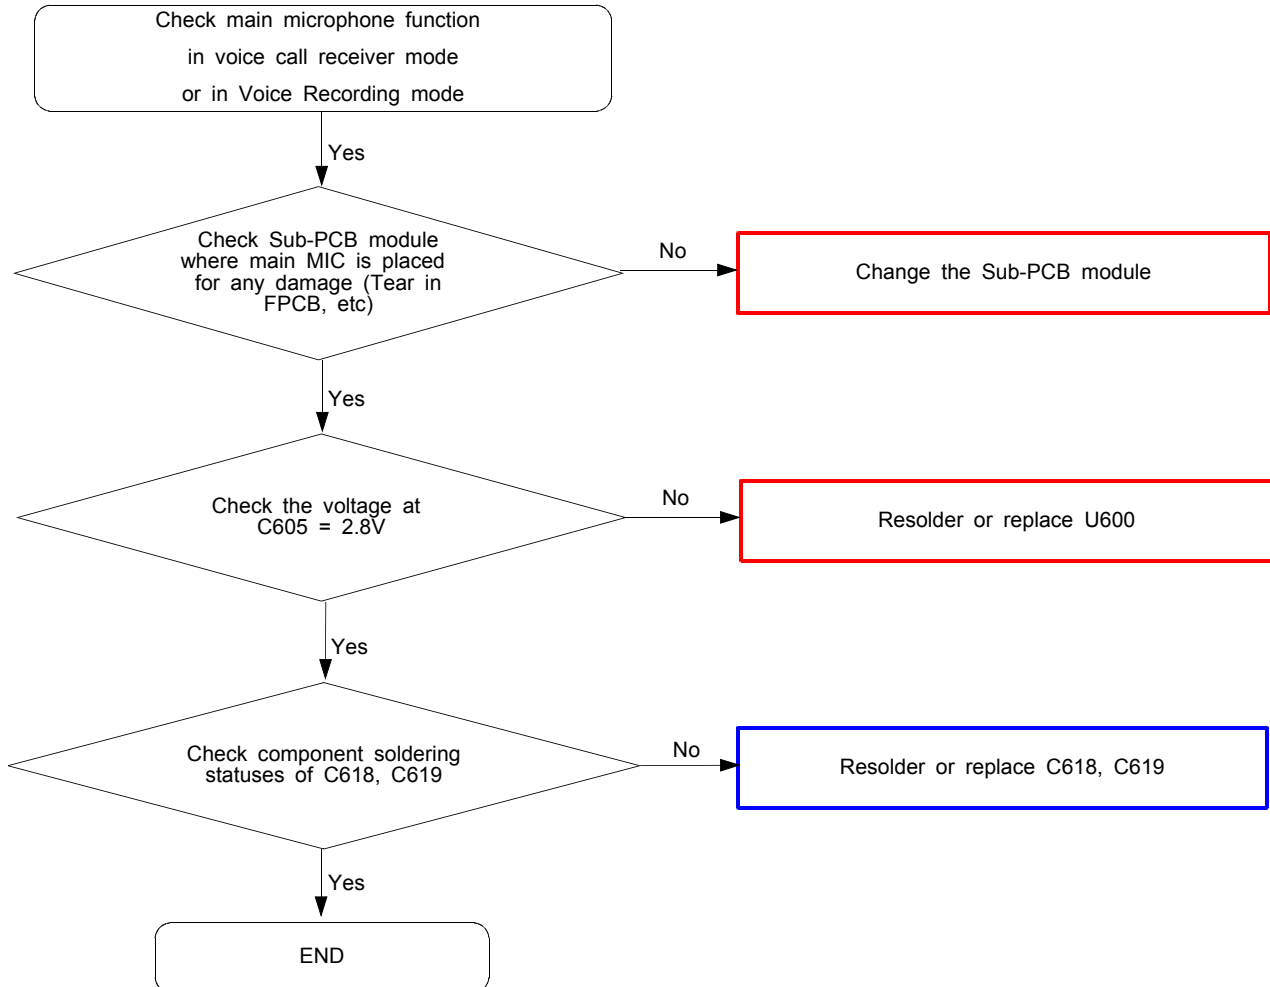 Check main microphone function
in voice call receiver mode
or in Voice Recording mode
Yes
Check Sub-PCB module
where main MIC is placed
for any damage (Tear in
FPCB, etc)
No
Change the Sub-PCB module
Yes
Check the voltage at
C605 = 2.8V
No
Resolder or replace U600
Yes
Check component soldering
statuses of C618, C619
No
Resolder or replace C618, C619
Yes
END